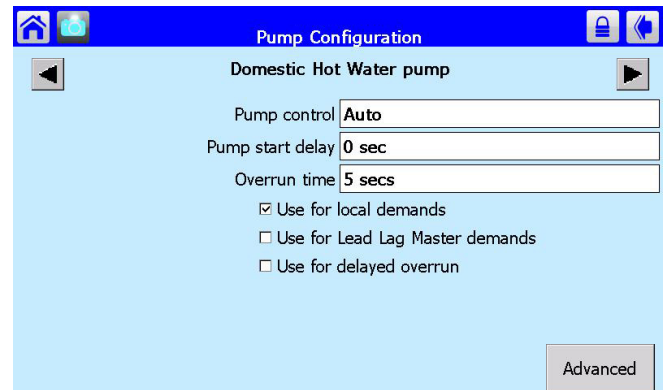 Pump Configuration
Domestic Hot Water pump
Pump control Auto
Pump start delay 0 sec
Overrun time 5 secs
Use for local demands
Use for Lead Lag Master demands
Use for delayed overrun
Advanced